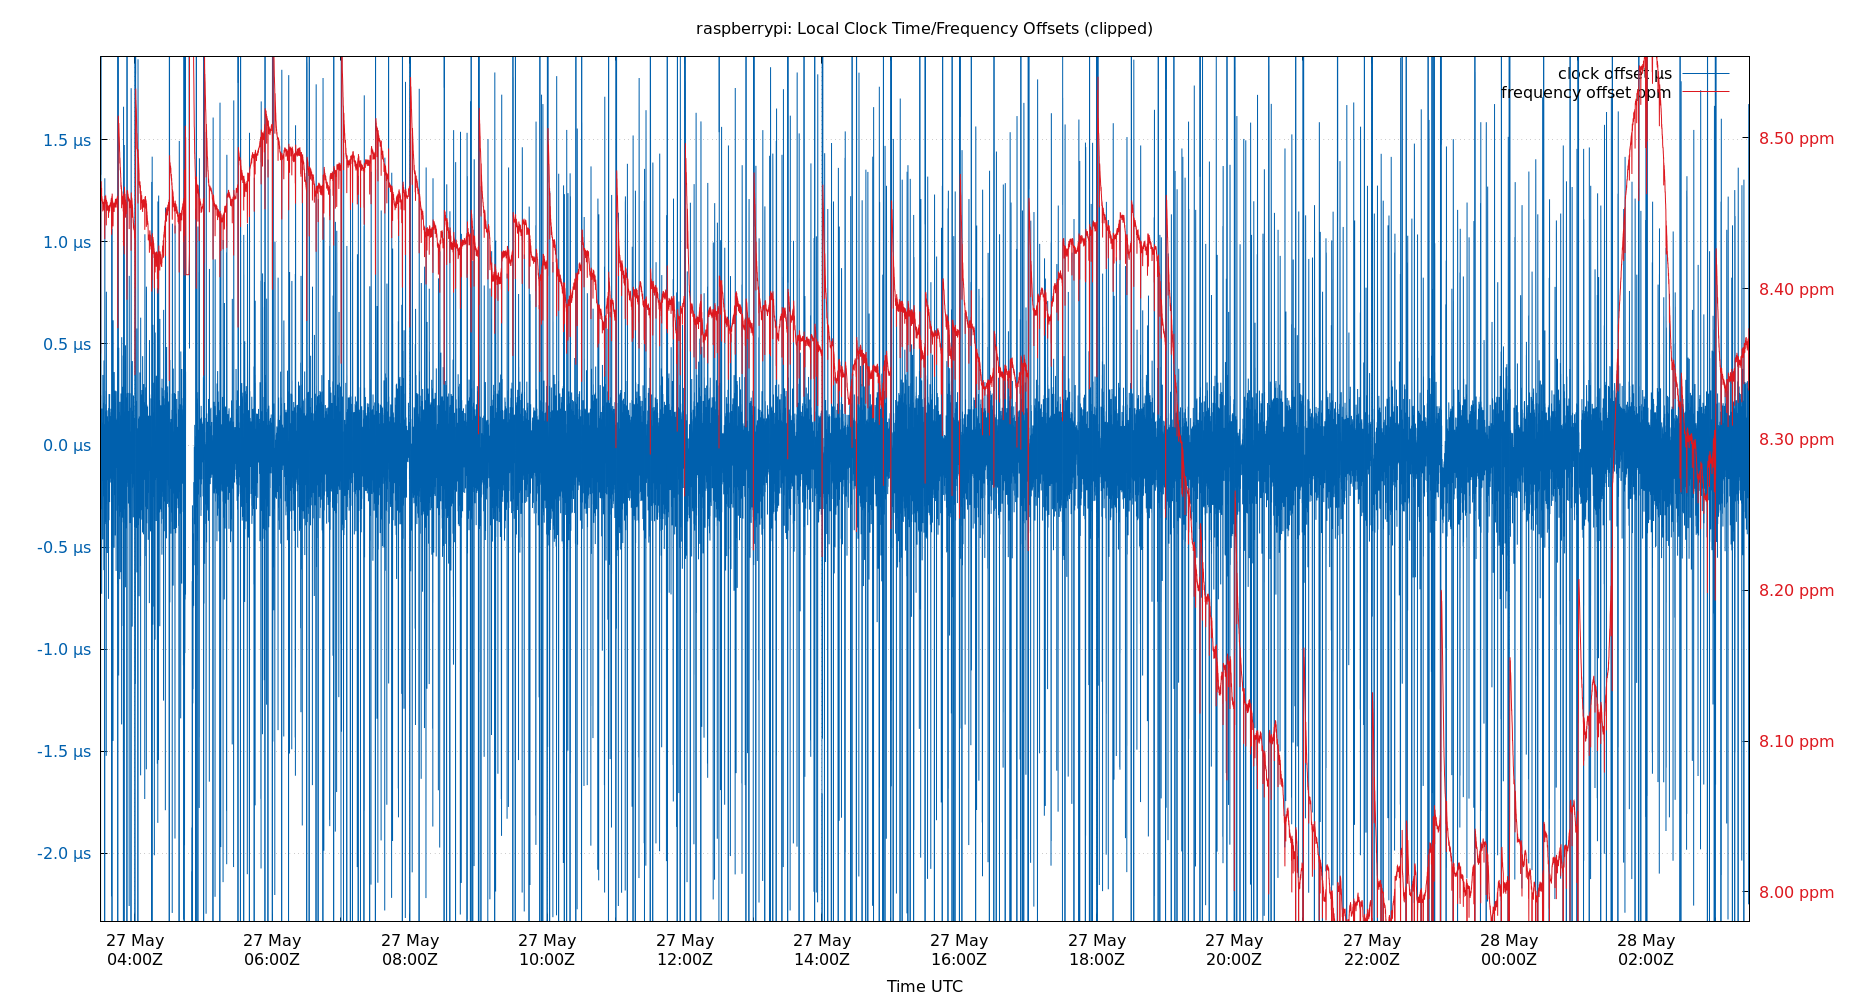 raspberrypi: Local Clock Time/Frequency Offsets (clipped)
clock offset µs
frequency offset ppm
1.5 µs
1.0 µs
0.5 µs
0.0 µs
-0.5 µs
-1.0 µs
-1.5 µs
-2.0 µs
8.50 ppm
8.40 ppm
8.30 ppm
8.20 ppm
8.10 ppm
8.00 ppm
27 May 27 May 27 May 27 May 27 May 27 May 27 May 27 May 27 May 27 May 28 May 28 May
04:00Z 06:00Z 08:00Z 10:00Z 12:00Z 14:00Z 16:00Z 18:00Z 20:00Z 22:00Z 00:00Z 02:00Z
Time UTC